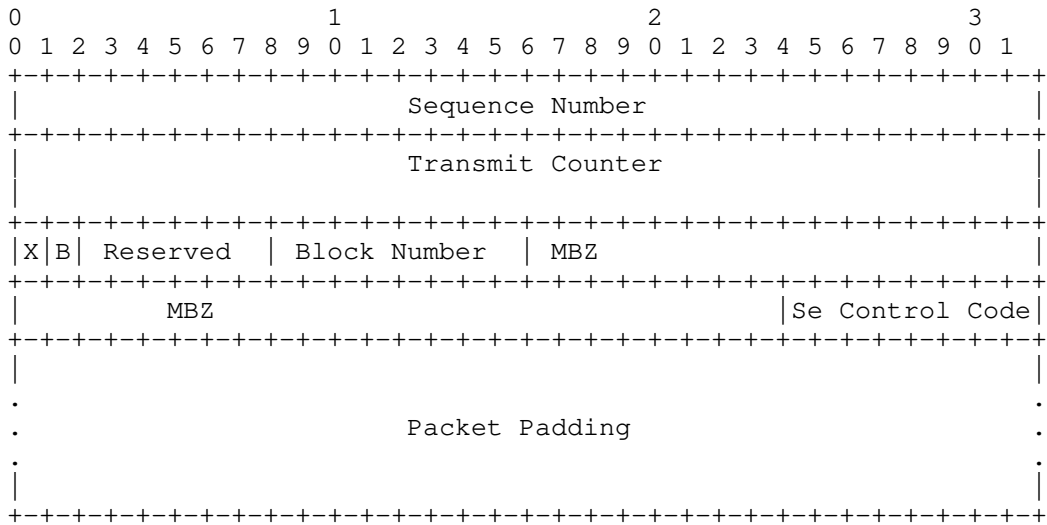 0                   1                   2                   3
0 1 2 3 4 5 6 7 8 9 0 1 2 3 4 5 6 7 8 9 0 1 2 3 4 5 6 7 8 9 0 1
+-+-+-+-+-+-+-+-+-+-+-+-+-+-+-+-+-+-+-+-+-+-+-+-+-+-+-+-+-+-+-+-+
|                        Sequence Number                        |
+-+-+-+-+-+-+-+-+-+-+-+-+-+-+-+-+-+-+-+-+-+-+-+-+-+-+-+-+-+-+-+-+
|                        Transmit Counter                       |
|                                                               |
+-+-+-+-+-+-+-+-+-+-+-+-+-+-+-+-+-+-+-+-+-+-+-+-+-+-+-+-+-+-+-+-+
|X|B| Reserved  | Block Number  | MBZ                           |
+-+-+-+-+-+-+-+-+-+-+-+-+-+-+-+-+-+-+-+-+-+-+-+-+-+-+-+-+-+-+-+-+
|         MBZ                                   |Se Control Code|
+-+-+-+-+-+-+-+-+-+-+-+-+-+-+-+-+-+-+-+-+-+-+-+-+-+-+-+-+-+-+-+-+
|                                                               |
.                                                               .
.                        Packet Padding                         .
.                                                               .
|                                                               |
+-+-+-+-+-+-+-+-+-+-+-+-+-+-+-+-+-+-+-+-+-+-+-+-+-+-+-+-+-+-+-+-+